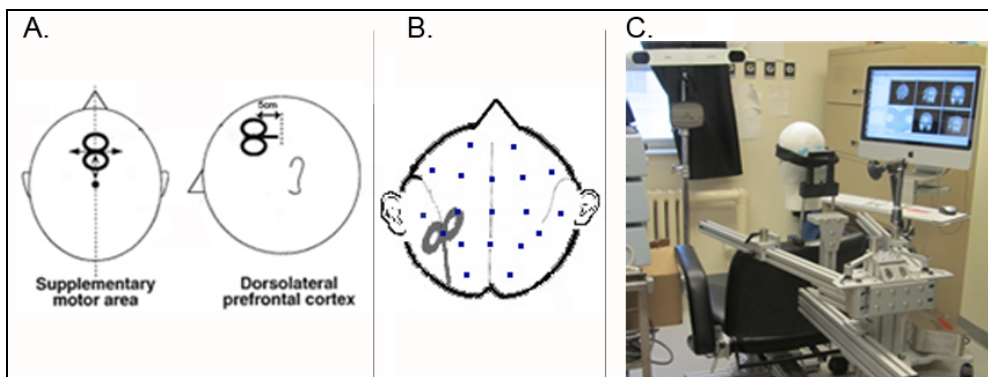 A.
B.
C.
5cm
Supplementary
motor area
Dorsolateral
prefrontal cortex